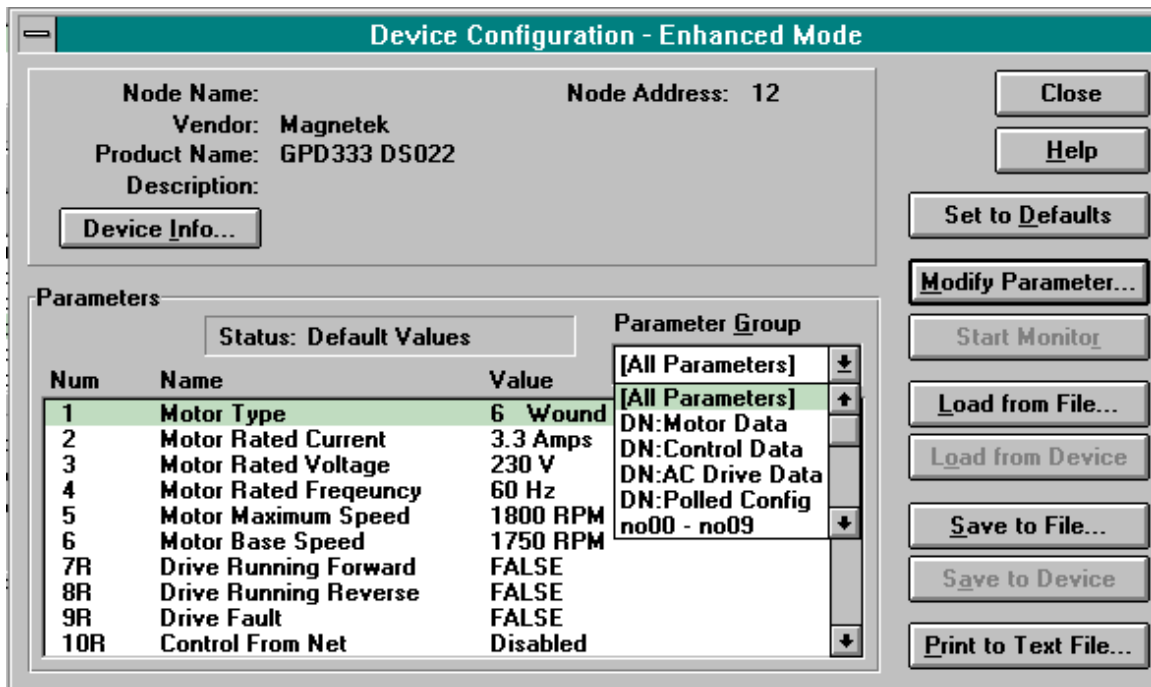 Device Configuration - Enhanced Mode
Node Name:
Node Address: 12
Vendor: Magnetek
Product Name: GPD333 DS022
Description:
Device Info...
Close
Help
Set to Defaults
Modify Parameter...
Start Monitor
Load from File...
Load from Device
Save to File...
Save to Device
Print to Text File...
Parameters
Status: Default Values
Parameter Group
[All Parameters]
[All Parameters]
DN:Motor Data
DN:Control Data
DN:AC Drive Data
DN:Polled Config
no00 - no09
Num Name Value
1 Motor Type 6 Wound
2 Motor Rated Current 3.3 Amps
3 Motor Rated Voltage 230 V
4 Motor Rated Freqeuncy 60 Hz
5 Motor Maximum Speed 1800 RPM
6 Motor Base Speed 1750 RPM
7R Drive Running Forward FALSE
8R Drive Running Reverse FALSE
9R Drive Fault FALSE
10R Control From Net Disabled